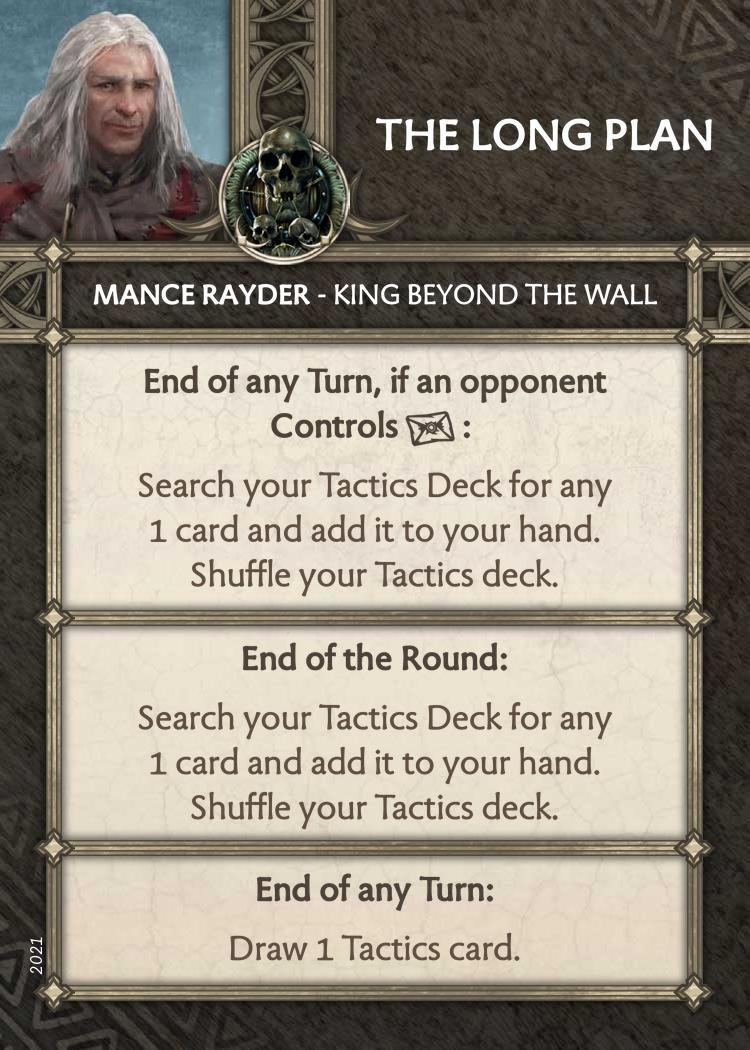 THE LONG PLAN
MANCE RAYDER - KING BEYOND THE WALL
End of any Turn, if an opponent
Controls :
Search your Tactics Deck for any
1 card and add it to your hand.
Shuffle your Tactics deck.
End of the Round:
Search your Tactics Deck for any
1 card and add it to your hand.
Shuffle your Tactics deck.
End of any Turn:
Draw 1 Tactics card.
2021